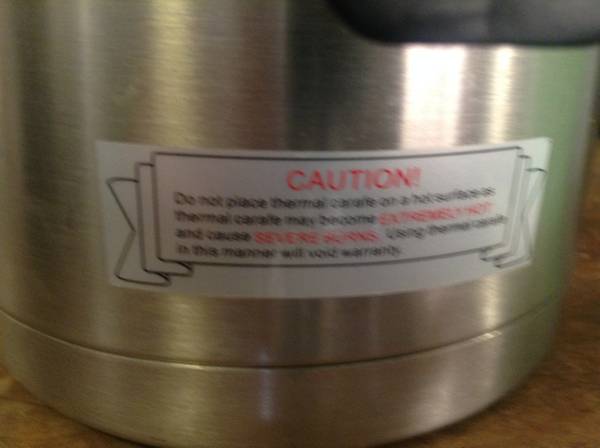 CAUTION!
Do not place thermal carafe on a hot surface as
thermal carafe may become EXTREMELY HOT
and cause SEVERE BURNS. Using thermal carafe
in this manner will void warranty.